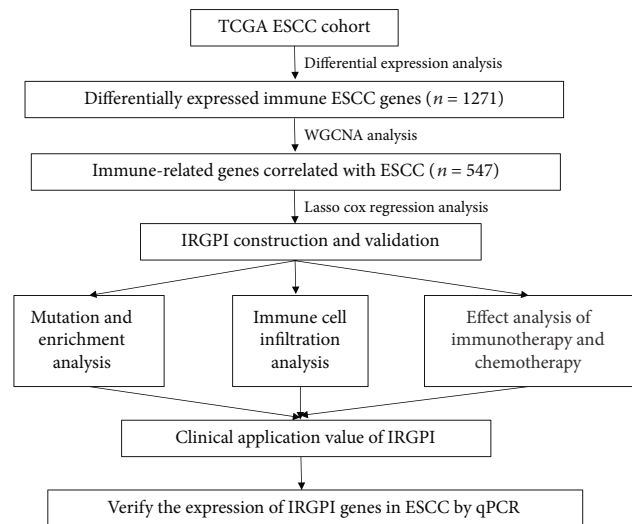 TCGA ESCC cohort
Differential expression analysis
Differentially expressed immune ESCC genes (n = 1271)
WGCNA analysis
Immune-related genes correlated with ESCC (n = 547)
Lasso cox regression analysis
IRGPI construction and validation
Mutation and
enrichment
analysis
Immune cell
infiltration
analysis
Effect analysis of
immunotherapy and
chemotherapy
Clinical application value of IRGPI
Verify the expression of IRGPI genes in ESCC by qPCR